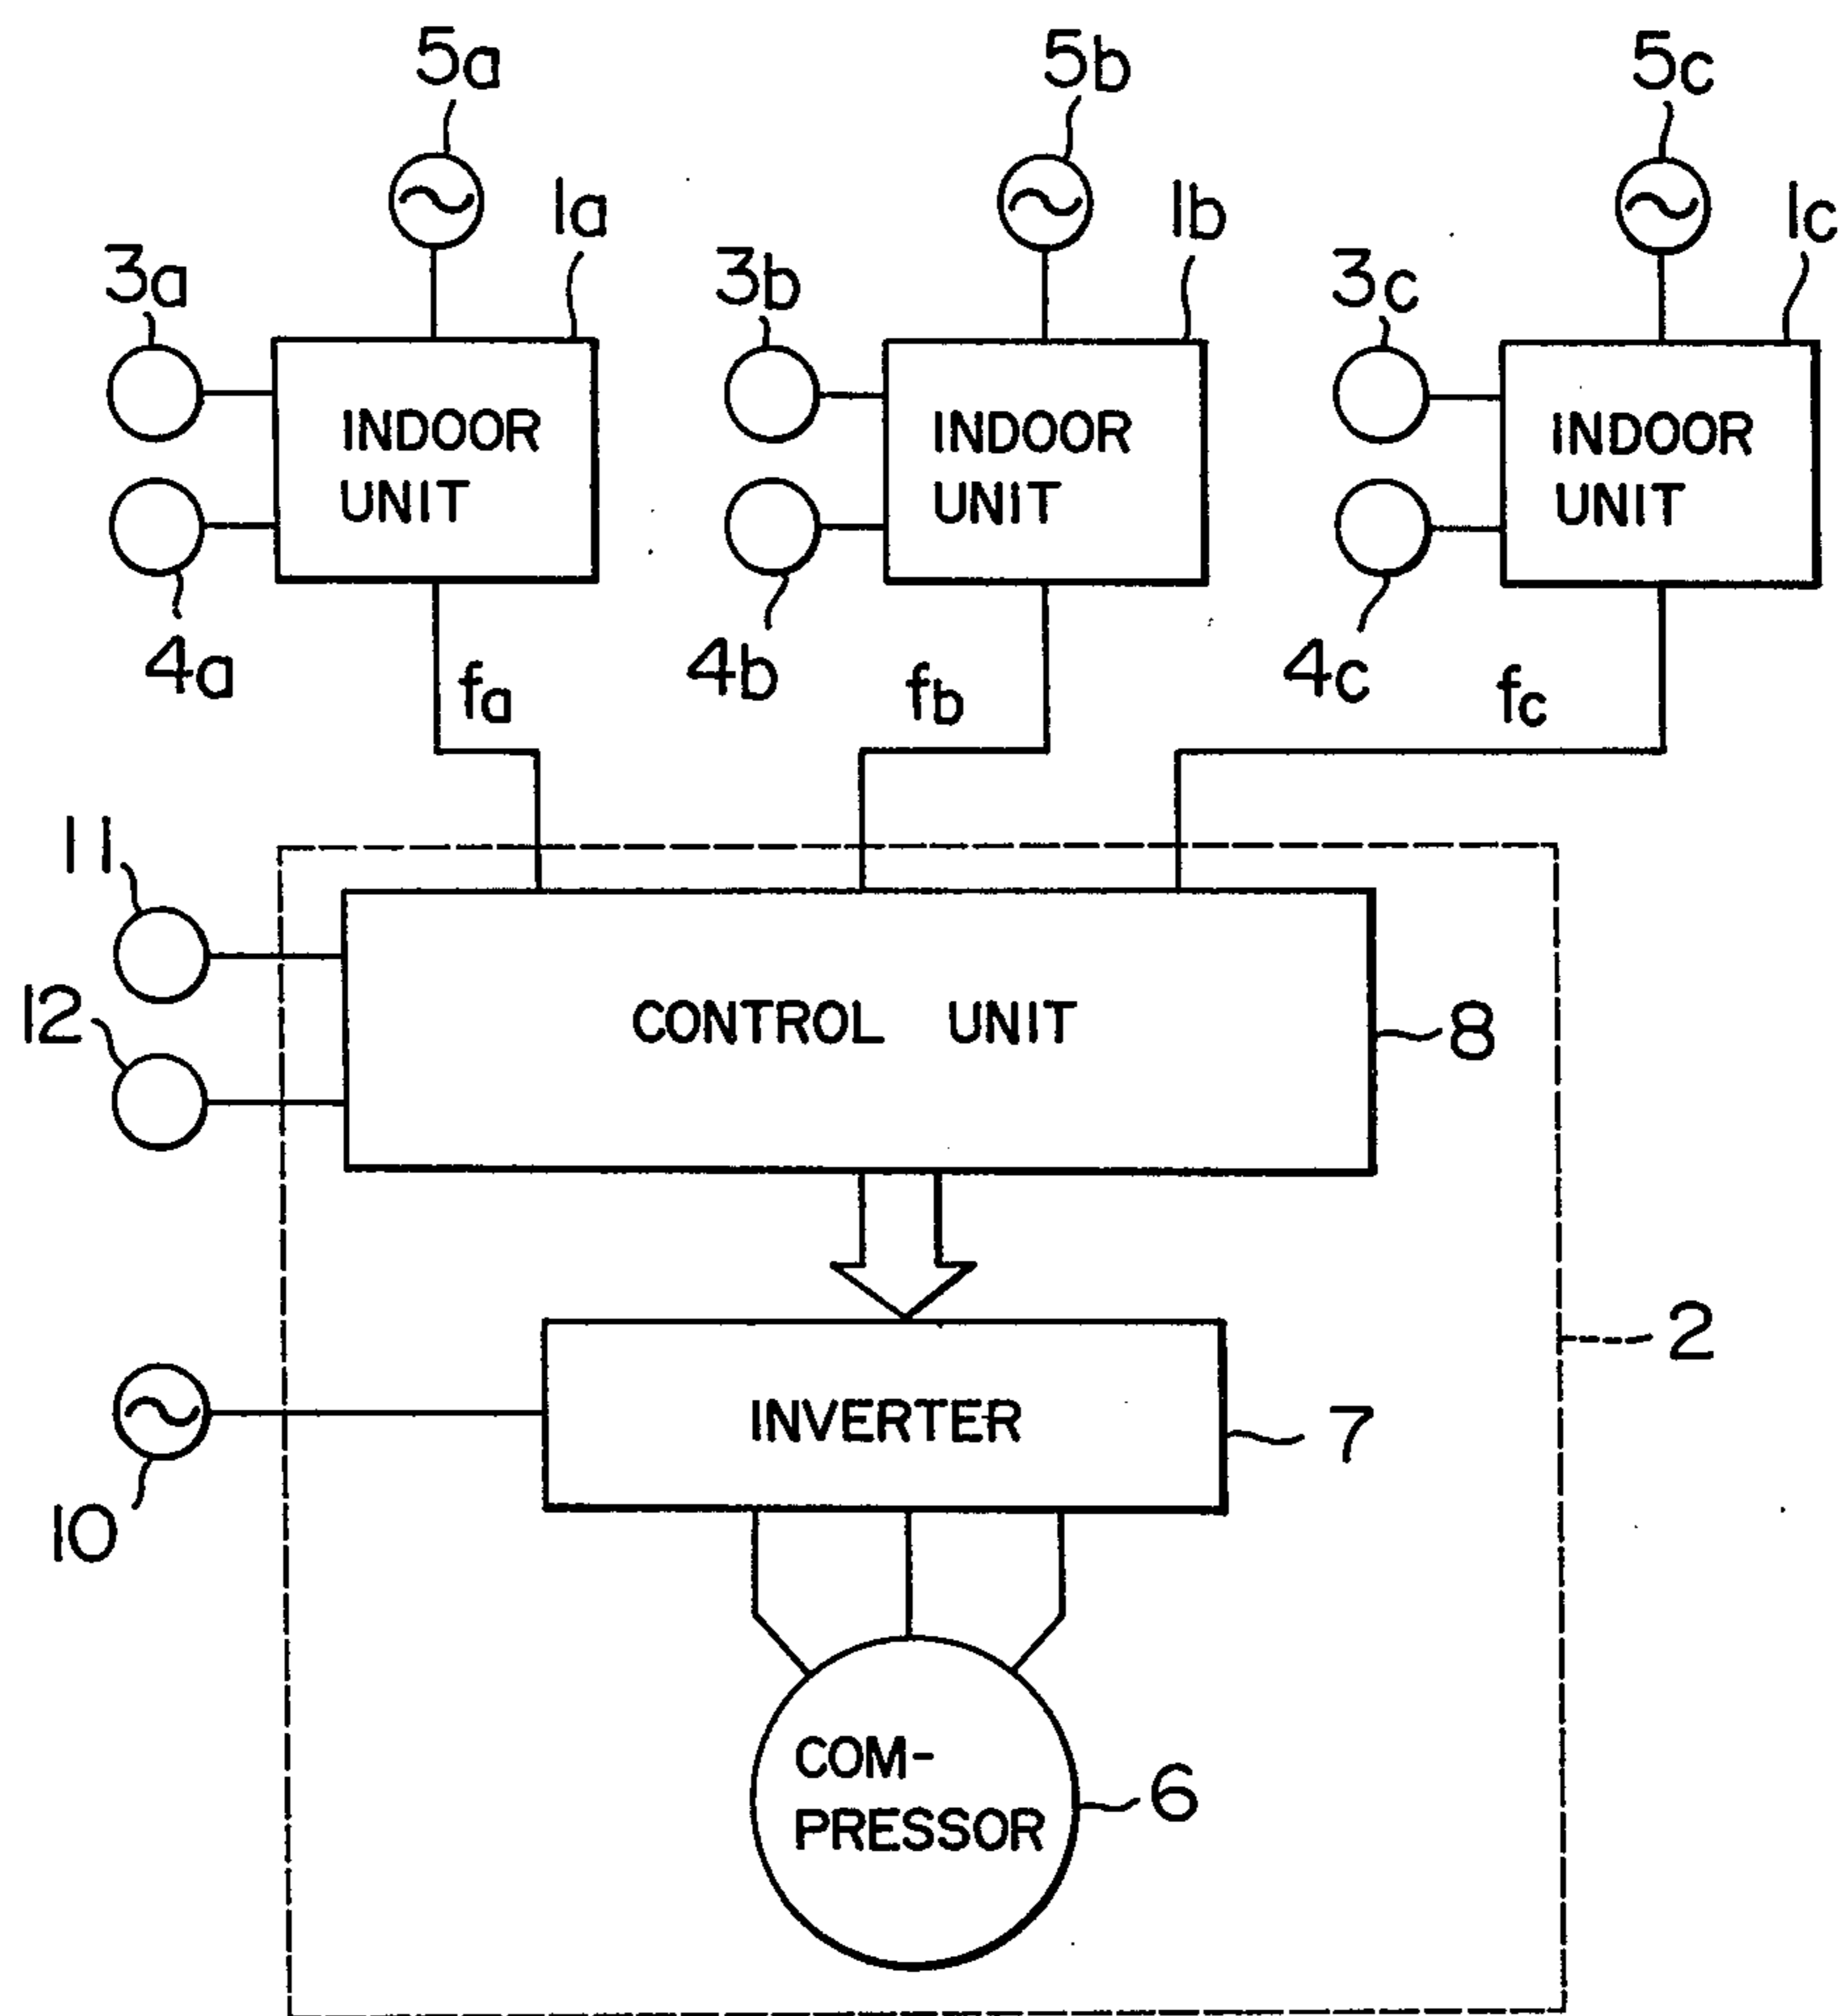 5a
5b
5c
1a
1b
1c
3a
3b
3c
INDOOR
UNIT
INDOOR
UNIT
INDOOR
UNIT
4a
4b
4c
fa
fb
fc
11
12
CONTROL UNIT
8
2
INVERTER
7
10
COM-
PRESSOR
6